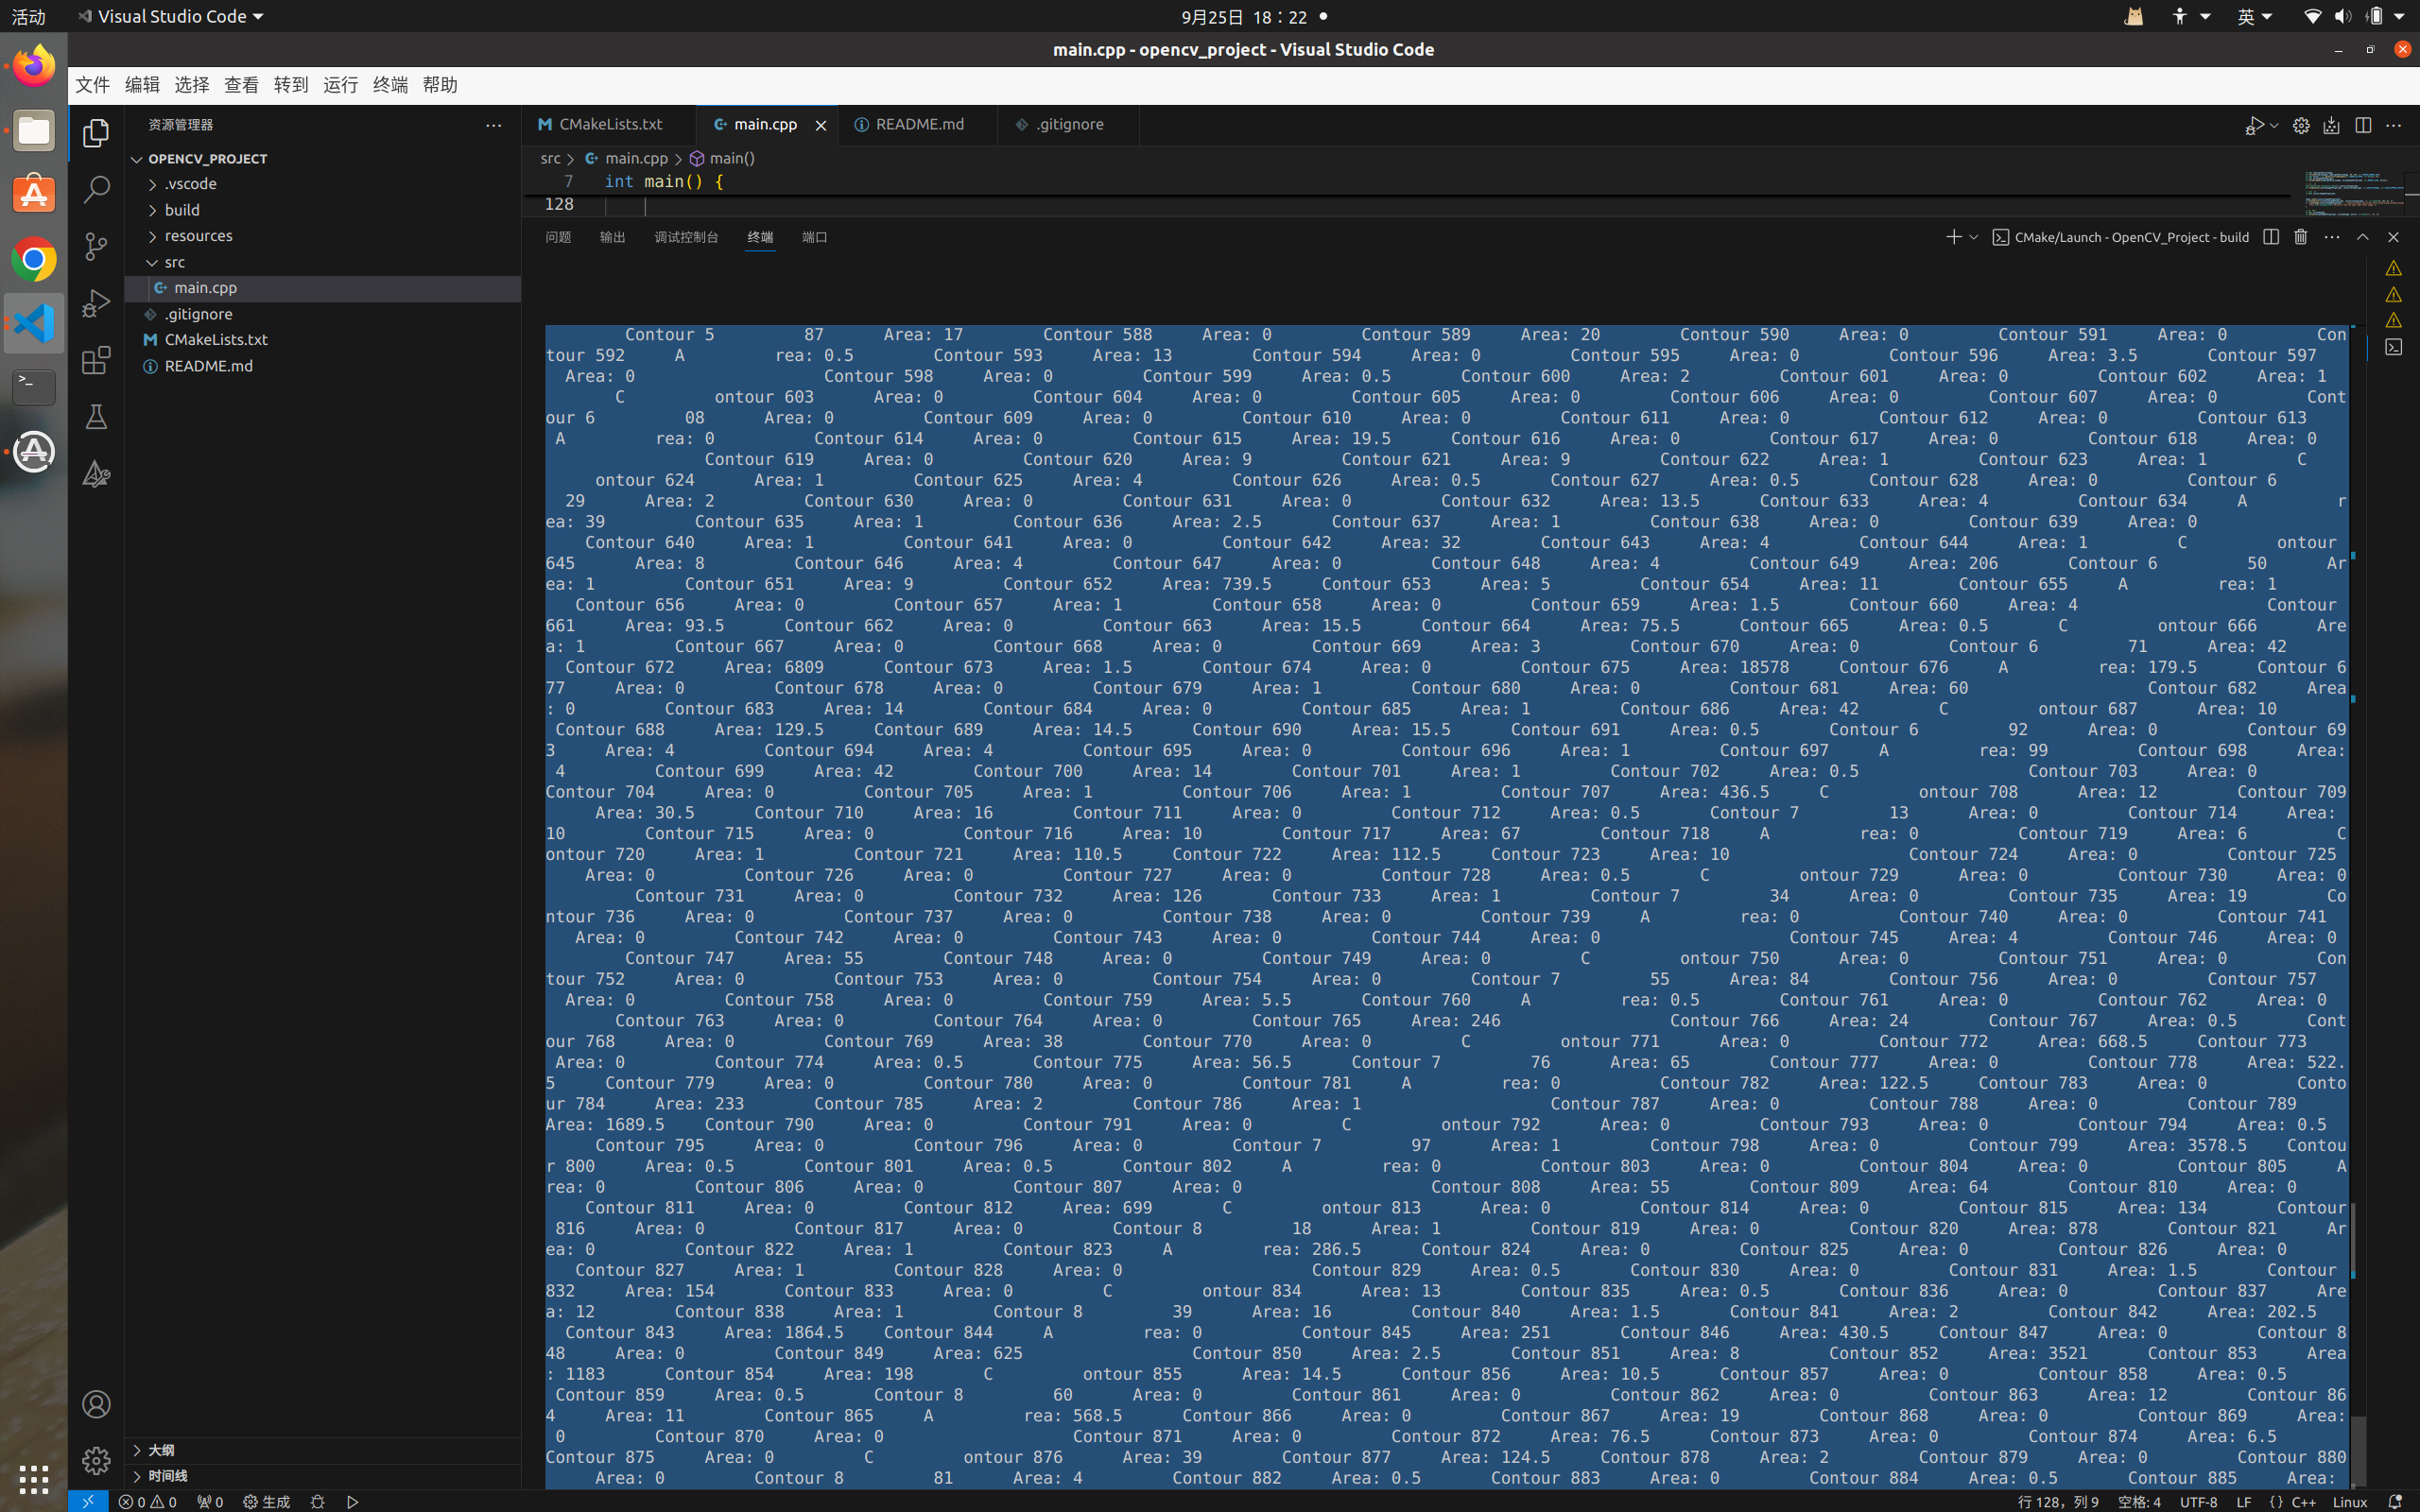 活动
Visual Studio Code
9月25日 18:22
英
main.cpp - opencv_project - Visual Studio Code
文件 编辑 选择 查看 转到 运行 终端 帮助
资源管理器
OPENCV_PROJECT
.vscode
build
resources
src
main.cpp
.gitignore
CMakeLists.txt
README.md
大纲
时间线
CMakeLists.txt main.cpp README.md .gitignore
src > main.cpp > main()
7 int main() {
128
问题 输出 调试控制台 终端 端口
CMake/Launch - OpenCV_Project - build
Contour 5 87 Area: 17 Contour 588 Area: 0 Contour 589 Area: 20 Contour 590 Area: 0 Contour 591 Area: 0 Con
tour 592 A rea: 0.5 Contour 593 Area: 13 Contour 594 Area: 0 Contour 595 Area: 0 Contour 596 Area: 3.5 Contour 597
Area: 0 Contour 598 Area: 0 Contour 599 Area: 0.5 Contour 600 Area: 2 Contour 601 Area: 0 Contour 602 Area: 1
C ontour 603 Area: 0 Contour 604 Area: 0 Contour 605 Area: 0 Contour 606 Area: 0 Contour 607 Area: 0 Cont
our 6 08 Area: 0 Contour 609 Area: 0 Contour 610 Area: 0 Contour 611 Area: 0 Contour 612 Area: 0 Contour 613
A rea: 0 Contour 614 Area: 0 Contour 615 Area: 19.5 Contour 616 Area: 0 Contour 617 Area: 0 Contour 618 Area: 0
Contour 619 Area: 0 Contour 620 Area: 9 Contour 621 Area: 9 Contour 622 Area: 1 Contour 623 Area: 1 C
ontour 624 Area: 1 Contour 625 Area: 4 Contour 626 Area: 0.5 Contour 627 Area: 0.5 Contour 628 Area: 0 Contour 6
29 Area: 2 Contour 630 Area: 0 Contour 631 Area: 0 Contour 632 Area: 13.5 Contour 633 Area: 4 Contour 634 A r
ea: 39 Contour 635 Area: 1 Contour 636 Area: 2.5 Contour 637 Area: 1 Contour 638 Area: 0 Contour 639 Area: 0
Contour 640 Area: 1 Contour 641 Area: 0 Contour 642 Area: 32 Contour 643 Area: 4 Contour 644 Area: 1 C ontour
645 Area: 8 Contour 646 Area: 4 Contour 647 Area: 0 Contour 648 Area: 4 Contour 649 Area: 206 Contour 6 50 Ar
ea: 1 Contour 651 Area: 9 Contour 652 Area: 739.5 Contour 653 Area: 5 Contour 654 Area: 11 Contour 655 A rea: 1
Contour 656 Area: 0 Contour 657 Area: 1 Contour 658 Area: 0 Contour 659 Area: 1.5 Contour 660 Area: 4 Contour
661 Area: 93.5 Contour 662 Area: 0 Contour 663 Area: 15.5 Contour 664 Area: 75.5 Contour 665 Area: 0.5 C ontour 666 Are
a: 1 Contour 667 Area: 0 Contour 668 Area: 0 Contour 669 Area: 3 Contour 670 Area: 0 Contour 6 71 Area: 42
Contour 672 Area: 6809 Contour 673 Area: 1.5 Contour 674 Area: 0 Contour 675 Area: 18578 Contour 676 A rea: 179.5 Contour 6
77 Area: 0 Contour 678 Area: 0 Contour 679 Area: 1 Contour 680 Area: 0 Contour 681 Area: 60 Contour 682 Area
: 0 Contour 683 Area: 14 Contour 684 Area: 0 Contour 685 Area: 1 Contour 686 Area: 42 C ontour 687 Area: 10
Contour 688 Area: 129.5 Contour 689 Area: 14.5 Contour 690 Area: 15.5 Contour 691 Area: 0.5 Contour 6 92 Area: 0 Contour 69
3 Area: 4 Contour 694 Area: 4 Contour 695 Area: 0 Contour 696 Area: 1 Contour 697 A rea: 99 Contour 698 Area:
4 Contour 699 Area: 42 Contour 700 Area: 14 Contour 701 Area: 1 Contour 702 Area: 0.5 Contour 703 Area: 0
Contour 704 Area: 0 Contour 705 Area: 1 Contour 706 Area: 1 Contour 707 Area: 436.5 C ontour 708 Area: 12 Contour 709
Area: 30.5 Contour 710 Area: 16 Contour 711 Area: 0 Contour 712 Area: 0.5 Contour 7 13 Area: 0 Contour 714 Area:
10 Contour 715 Area: 0 Contour 716 Area: 10 Contour 717 Area: 67 Contour 718 A rea: 0 Contour 719 Area: 6 C
ontour 720 Area: 1 Contour 721 Area: 110.5 Contour 722 Area: 112.5 Contour 723 Area: 10 Contour 724 Area: 0 Contour 725
Area: 0 Contour 726 Area: 0 Contour 727 Area: 0 Contour 728 Area: 0.5 C ontour 729 Area: 0 Contour 730 Area: 0
Contour 731 Area: 0 Contour 732 Area: 126 Contour 733 Area: 1 Contour 7 34 Area: 0 Contour 735 Area: 19 Co
ntour 736 Area: 0 Contour 737 Area: 0 Contour 738 Area: 0 Contour 739 A rea: 0 Contour 740 Area: 0 Contour 741
Area: 0 Contour 742 Area: 0 Contour 743 Area: 0 Contour 744 Area: 0 Contour 745 Area: 4 Contour 746 Area: 0
Contour 747 Area: 55 Contour 748 Area: 0 Contour 749 Area: 0 C ontour 750 Area: 0 Contour 751 Area: 0 Con
tour 752 Area: 0 Contour 753 Area: 0 Contour 754 Area: 0 Contour 7 55 Area: 84 Contour 756 Area: 0 Contour 757
Area: 0 Contour 758 Area: 0 Contour 759 Area: 5.5 Contour 760 A rea: 0.5 Contour 761 Area: 0 Contour 762 Area: 0
Contour 763 Area: 0 Contour 764 Area: 0 Contour 765 Area: 246 Contour 766 Area: 24 Contour 767 Area: 0.5 Cont
our 768 Area: 0 Contour 769 Area: 38 Contour 770 Area: 0 C ontour 771 Area: 0 Contour 772 Area: 668.5 Contour 773
Area: 0 Contour 774 Area: 0.5 Contour 775 Area: 56.5 Contour 7 76 Area: 65 Contour 777 Area: 0 Contour 778 Area: 522.
5 Contour 779 Area: 0 Contour 780 Area: 0 Contour 781 A rea: 0 Contour 782 Area: 122.5 Contour 783 Area: 0 Conto
ur 784 Area: 233 Contour 785 Area: 2 Contour 786 Area: 1 Contour 787 Area: 0 Contour 788 Area: 0 Contour 789
Area: 1689.5 Contour 790 Area: 0 Contour 791 Area: 0 C ontour 792 Area: 0 Contour 793 Area: 0 Contour 794 Area: 0.5
Contour 795 Area: 0 Contour 796 Area: 0 Contour 7 97 Area: 1 Contour 798 Area: 0 Contour 799 Area: 3578.5 Contou
r 800 Area: 0.5 Contour 801 Area: 0.5 Contour 802 A rea: 0 Contour 803 Area: 0 Contour 804 Area: 0 Contour 805 A
rea: 0 Contour 806 Area: 0 Contour 807 Area: 0 Contour 808 Area: 55 Contour 809 Area: 64 Contour 810 Area: 0
Contour 811 Area: 0 Contour 812 Area: 699 C ontour 813 Area: 0 Contour 814 Area: 0 Contour 815 Area: 134 Contour
816 Area: 0 Contour 817 Area: 0 Contour 8 18 Area: 1 Contour 819 Area: 0 Contour 820 Area: 878 Contour 821 Ar
ea: 0 Contour 822 Area: 1 Contour 823 A rea: 286.5 Contour 824 Area: 0 Contour 825 Area: 0 Contour 826 Area: 0
Contour 827 Area: 1 Contour 828 Area: 0 Contour 829 Area: 0.5 Contour 830 Area: 0 Contour 831 Area: 1.5 Contour
832 Area: 154 Contour 833 Area: 0 C ontour 834 Area: 13 Contour 835 Area: 0.5 Contour 836 Area: 0 Contour 837 Are
a: 12 Contour 838 Area: 1 Contour 8 39 Area: 16 Contour 840 Area: 1.5 Contour 841 Area: 2 Contour 842 Area: 202.5
Contour 843 Area: 1864.5 Contour 844 A rea: 0 Contour 845 Area: 251 Contour 846 Area: 430.5 Contour 847 Area: 0 Contour 8
48 Area: 0 Contour 849 Area: 625 Contour 850 Area: 2.5 Contour 851 Area: 8 Contour 852 Area: 3521 Contour 853 Area
: 1183 Contour 854 Area: 198 C ontour 855 Area: 14.5 Contour 856 Area: 10.5 Contour 857 Area: 0 Contour 858 Area: 0.5
Contour 859 Area: 0.5 Contour 8 60 Area: 0 Contour 861 Area: 0 Contour 862 Area: 0 Contour 863 Area: 12 Contour 86
4 Area: 11 Contour 865 A rea: 568.5 Contour 866 Area: 0 Contour 867 Area: 19 Contour 868 Area: 0 Contour 869 Area:
0 Contour 870 Area: 0 Contour 871 Area: 0 Contour 872 Area: 76.5 Contour 873 Area: 0 Contour 874 Area: 6.5
Contour 875 Area: 0 C ontour 876 Area: 39 Contour 877 Area: 124.5 Contour 878 Area: 2 Contour 879 Area: 0 Contour 880
Area: 0 Contour 8 81 Area: 4 Contour 882 Area: 0.5 Contour 883 Area: 0 Contour 884 Area: 0.5 Contour 885 Area:
0 0 0 生成
行 128，列 9 空格: 4 UTF-8 LF {} C++ Linux